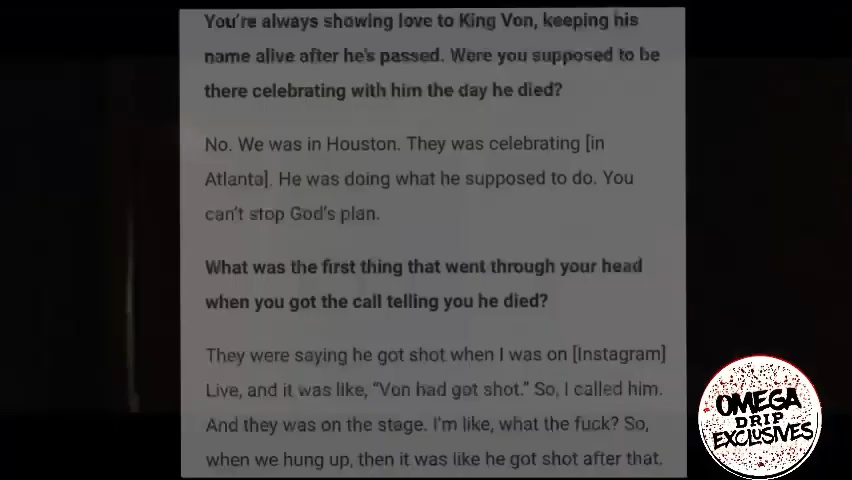 You're always showing love to King Von, keeping his
name alive after he's passed. Were you supposed to be
there celebrating with him the day he died?
No. We was in Houston. They was celebrating [in
Atlanta]. He was doing what he supposed to do. You
can't stop God's plan.
What was the first thing that went through your head
when you got the call telling you he died?
They were saying he got shot when I was on [Instagram]
Live, and it was like, "Von had got shot." So, I called him.
And they was on the stage. I'm like, what the fuck? So,
when we hung up, then it was like he got shot after that.
OMEGA
DRIP
EXCLUSIVES